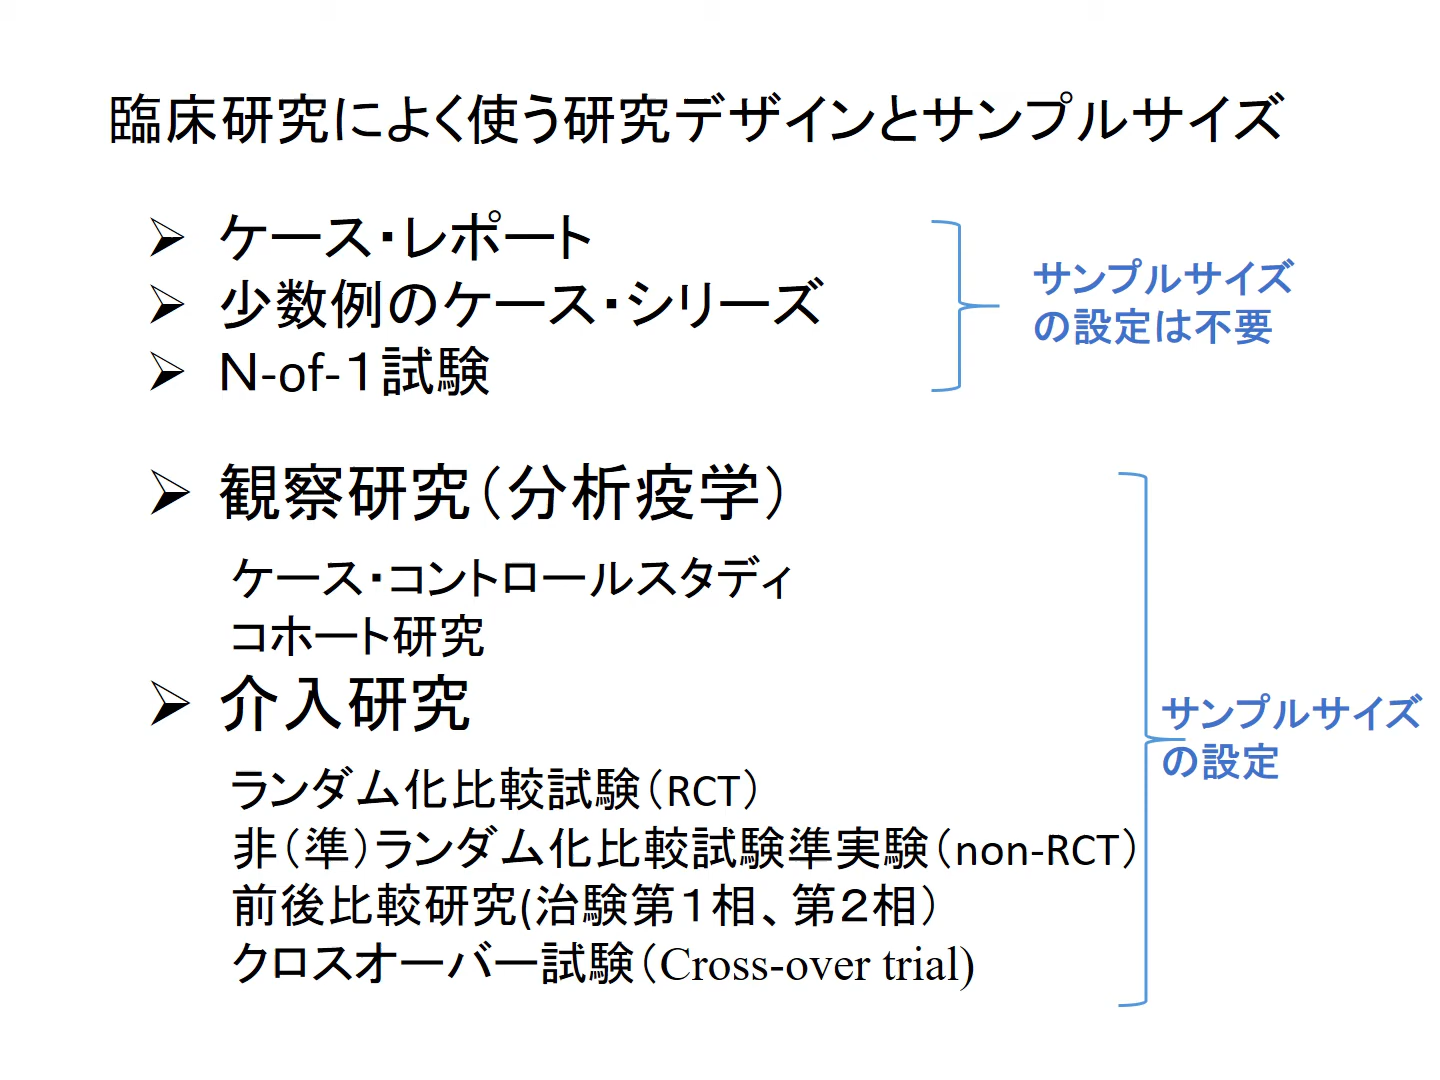 臨床研究によく使う研究デザインとサンプルサイズ
➢ ケース・レポート
➢ 少数例のケース・シリーズ
➢ N-of-1試験
サンプルサイズ
の設定は不要
➢ 観察研究（分析疫学）
ケース・コントロールスタディ
コホート研究
➢ 介入研究
ランダム化比較試験（RCT）
非（準）ランダム化比較試験準実験（non-RCT）
前後比較研究(治験第１相、第２相）
クロスオーバー試験（Cross-over trial)
サンプルサイズ
の設定